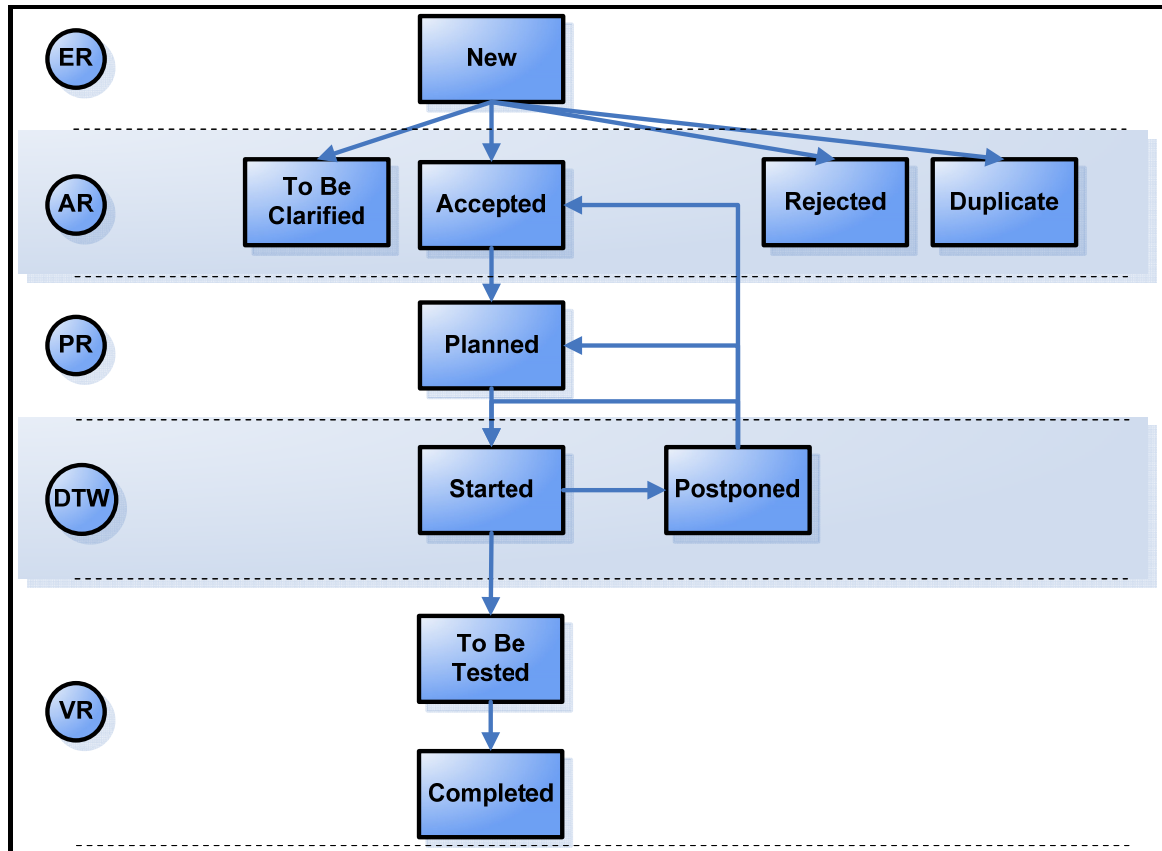 ER
New
AR
To Be
Clarified
Accepted
Rejected
Duplicate
PR
Planned
DTW
Started
Postponed
VR
To Be
Tested
Completed